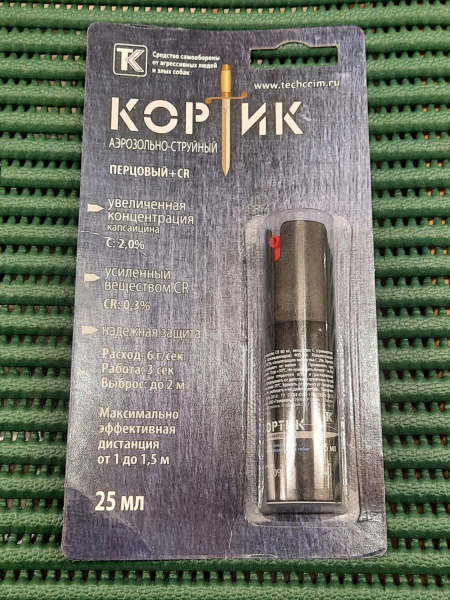 ТК
Средство самообороны
от агрессивных людей
и злых собак
www.techcrim.ru
КОРТИК
АЭРОЗОЛЬНО-СТРУЙНЫЙ
ПЕРЦОВЫЙ+CR
увеличенная
концентрация
капсаицина
С: 2,0%
усиленный
веществом CR
CR: 0,3%
надежная защита
Расход: 6 г/сек
Работа: 3 сек
Выброс: до 2 м
Максимально
эффективная
дистанция
от 1 до 1,5 м
25 мл
ОРТИК